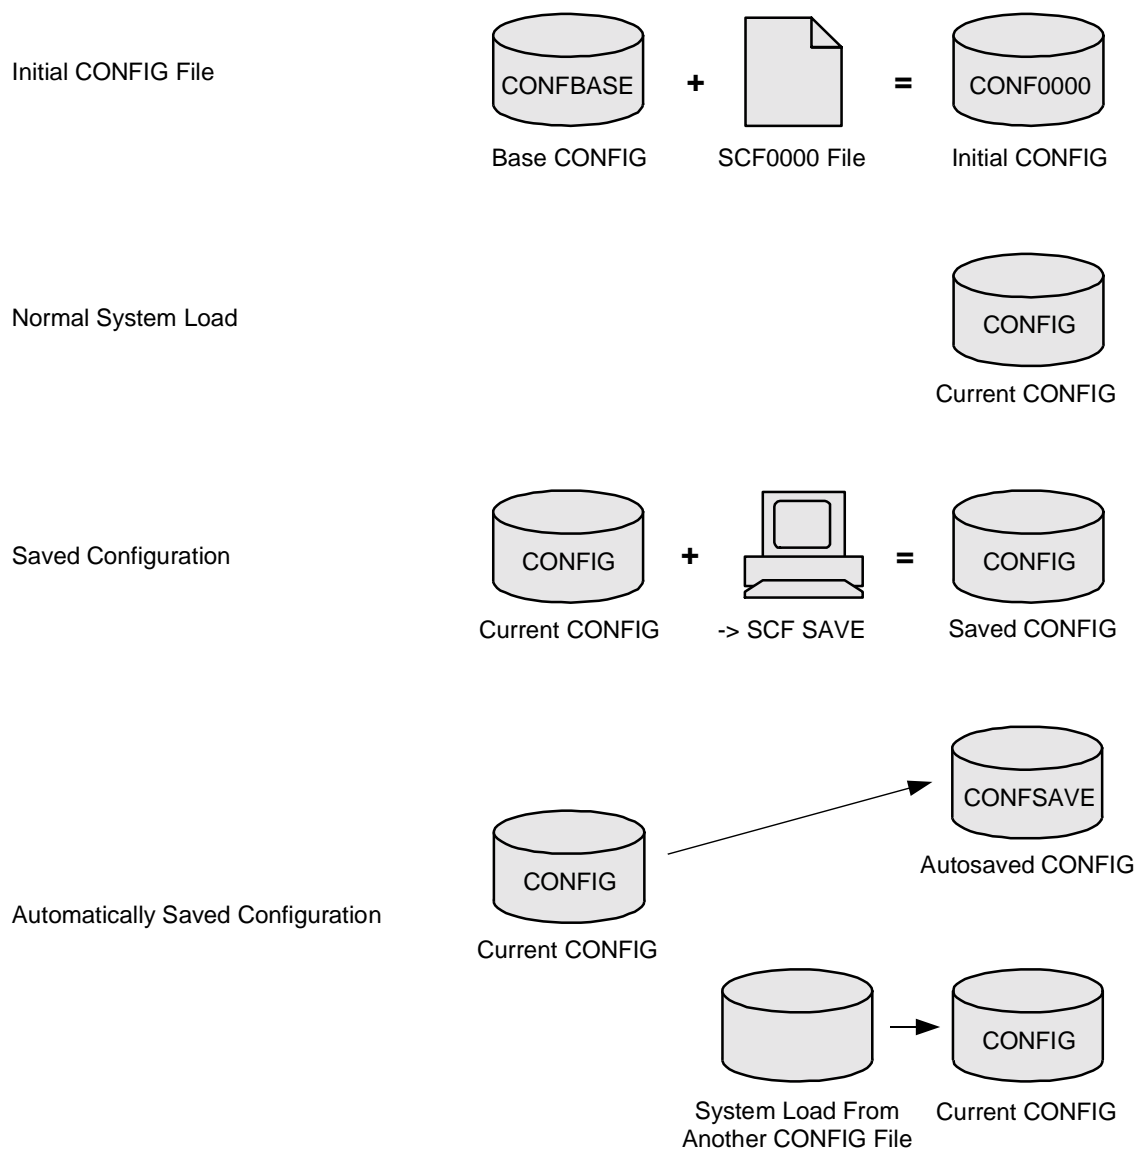 Initial CONFIG File
CONFBASE
+
=
CONF0000
Base CONFIG
SCF0000 File
Initial CONFIG
Normal System Load
CONFIG
Current CONFIG
Saved Configuration
CONFIG
+
=
CONFIG
Current CONFIG
-> SCF SAVE
Saved CONFIG
CONFSAVE
Autosaved CONFIG
CONFIG
Automatically Saved Configuration
Current CONFIG
CONFIG
System Load From
Another CONFIG File
Current CONFIG